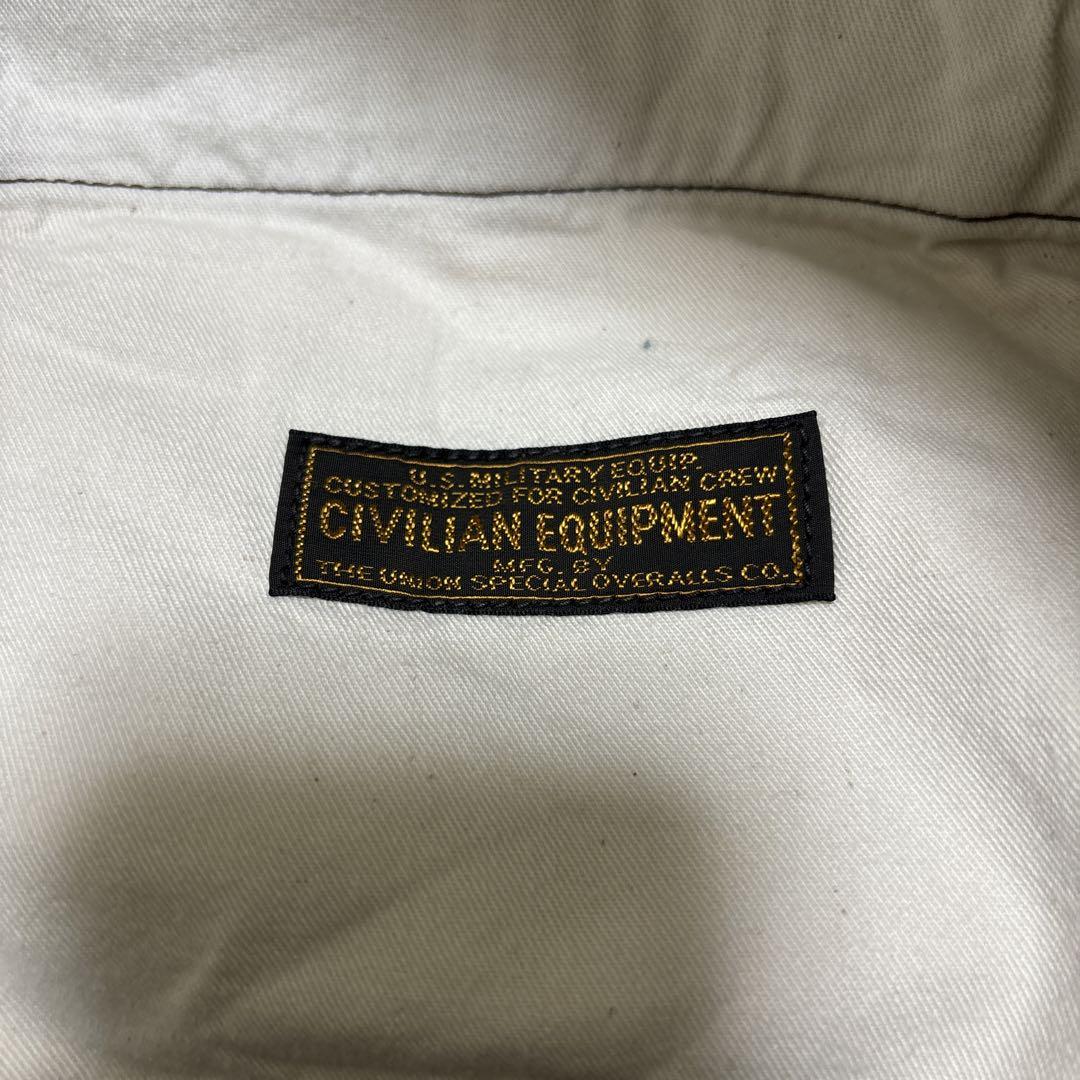 U.S. MILITARY EQUIP.
CUSTOMIZED FOR CIVILIAN CREW
CIVILIAN EQUIPMENT
MFG. BY
THE UNION SPECIAL OVERALLS CO.